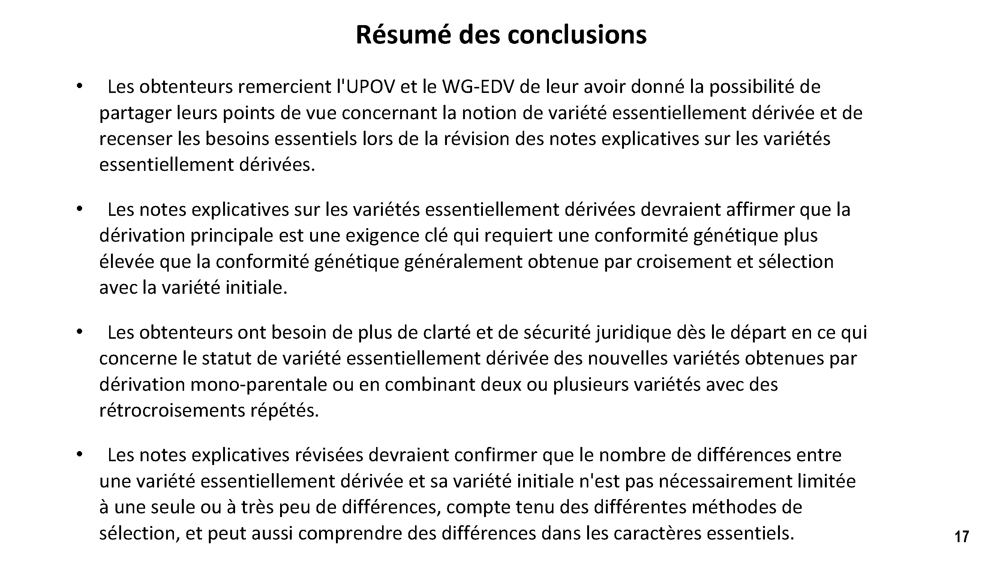 Résumé des conclusions
• Les obtenteurs remercient l'UPOV et le WG-EDV de leur avoir donné la possibilité de
partager leurs points de vue concernant la notion de variété essentiellement dérivée et de
recenser les besoins essentiels lors de la révision des notes explicatives sur les variétés
essentiellement dérivées.
• Les notes explicatives sur les variétés essentiellement dérivées devraient affirmer que la
dérivation principale est une exigence clé qui requiert une conformité génétique plus
élevée que la conformité génétique généralement obtenue par croisement et sélection
avec la variété initiale.
• Les obtenteurs ont besoin de plus de clarté et de sécurité juridique dès le départ en ce qui
concerne le statut de variété essentiellement dérivée des nouvelles variétés obtenues par
dérivation mono-parentale ou en combinant deux ou plusieurs variétés avec des
rétrocroisements répétés.
• Les notes explicatives révisées devraient confirmer que le nombre de différences entre
une variété essentiellement dérivée et sa variété initiale n'est pas nécessairement limitée
à une seule ou à très peu de différences, compte tenu des différentes méthodes de
sélection, et peut aussi comprendre des différences dans les caractères essentiels.
17